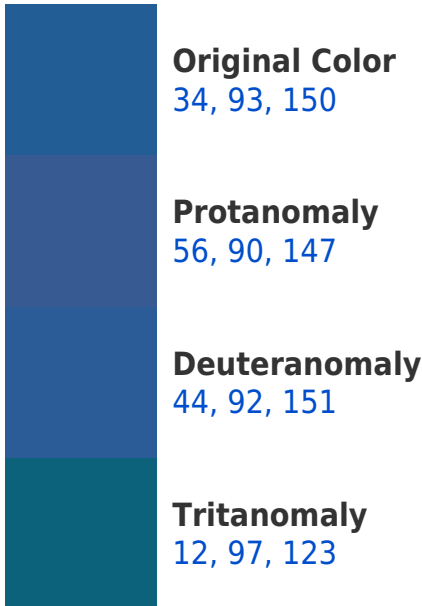 Original Color
34, 93, 150
Protanomaly
56, 90, 147
Deuteranomaly
44, 92, 151
Tritanomaly
12, 97, 123